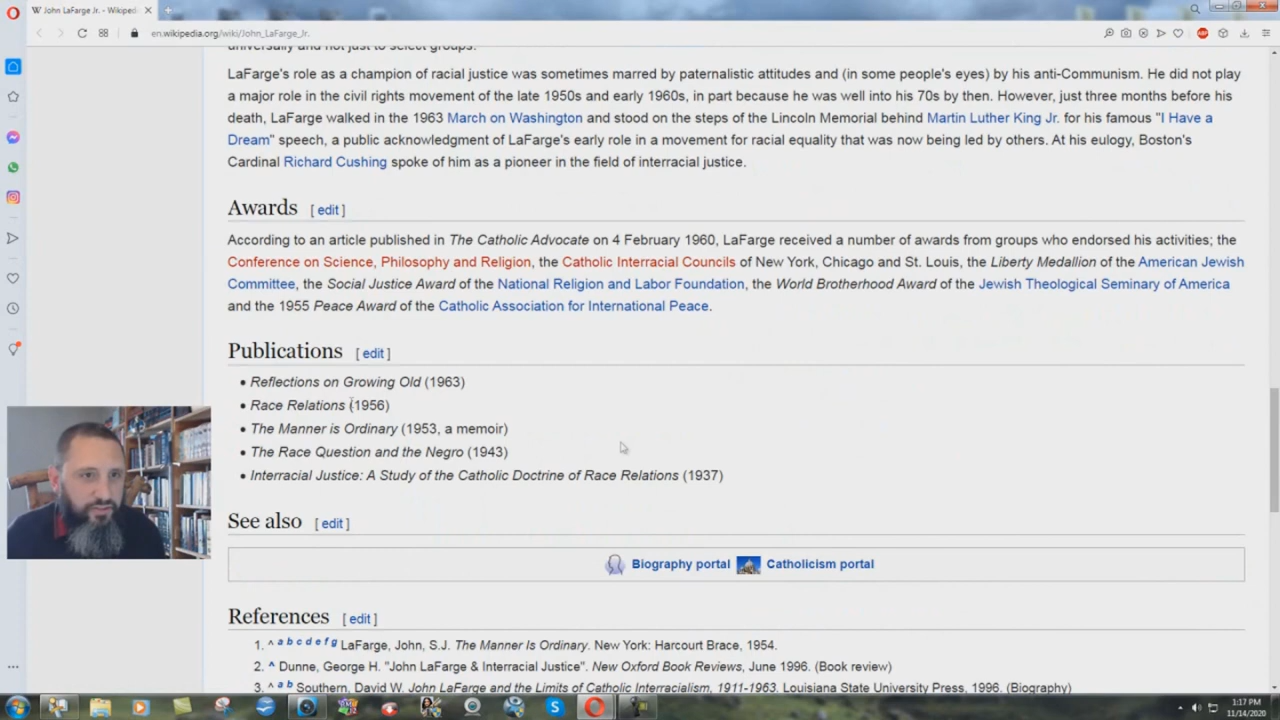 John LaFarge Jr. - Wikipedi
en.wikipedia.org/wiki/John_LaFarge_Jr.
universally and not just to select groups.
LaFarge's role as a champion of racial justice was sometimes marred by paternalistic attitudes and (in some people's eyes) by his anti-Communism. He did not play
a major role in the civil rights movement of the late 1950s and early 1960s, in part because he was well into his 70s by then. However, just three months before his
death, LaFarge walked in the 1963 March on Washington and stood on the steps of the Lincoln Memorial behind Martin Luther King Jr. for his famous "I Have a
Dream" speech, a public acknowledgment of LaFarge's early role in a movement for racial equality that was now being led by others. At his eulogy, Boston's
Cardinal Richard Cushing spoke of him as a pioneer in the field of interracial justice.
Awards [ edit ]
According to an article published in The Catholic Advocate on 4 February 1960, LaFarge received a number of awards from groups who endorsed his activities; the
Conference on Science, Philosophy and Religion, the Catholic Interracial Councils of New York, Chicago and St. Louis, the Liberty Medallion of the American Jewish
Committee, the Social Justice Award of the National Religion and Labor Foundation, the World Brotherhood Award of the Jewish Theological Seminary of America
and the 1955 Peace Award of the Catholic Association for International Peace.
Publications [ edit ]
• Reflections on Growing Old (1963)
• Race Relations (1956)
• The Manner is Ordinary (1953, a memoir)
• The Race Question and the Negro (1943)
• Interracial Justice: A Study of the Catholic Doctrine of Race Relations (1937)
See also [ edit ]
Biography portal Catholicism portal
References [ edit ]
1. ^ a b c d e f g LaFarge, John, S.J. The Manner Is Ordinary. New York: Harcourt Brace, 1954.
2. ^ Dunne, George H. "John LaFarge & Interracial Justice". New Oxford Book Reviews, June 1996. (Book review)
3. ^ a b Southern, David W. John LaFarge and the Limits of Catholic Interracialism, 1911-1963. Louisiana State University Press, 1996. (Biography)
1:17 PM
11/14/2020